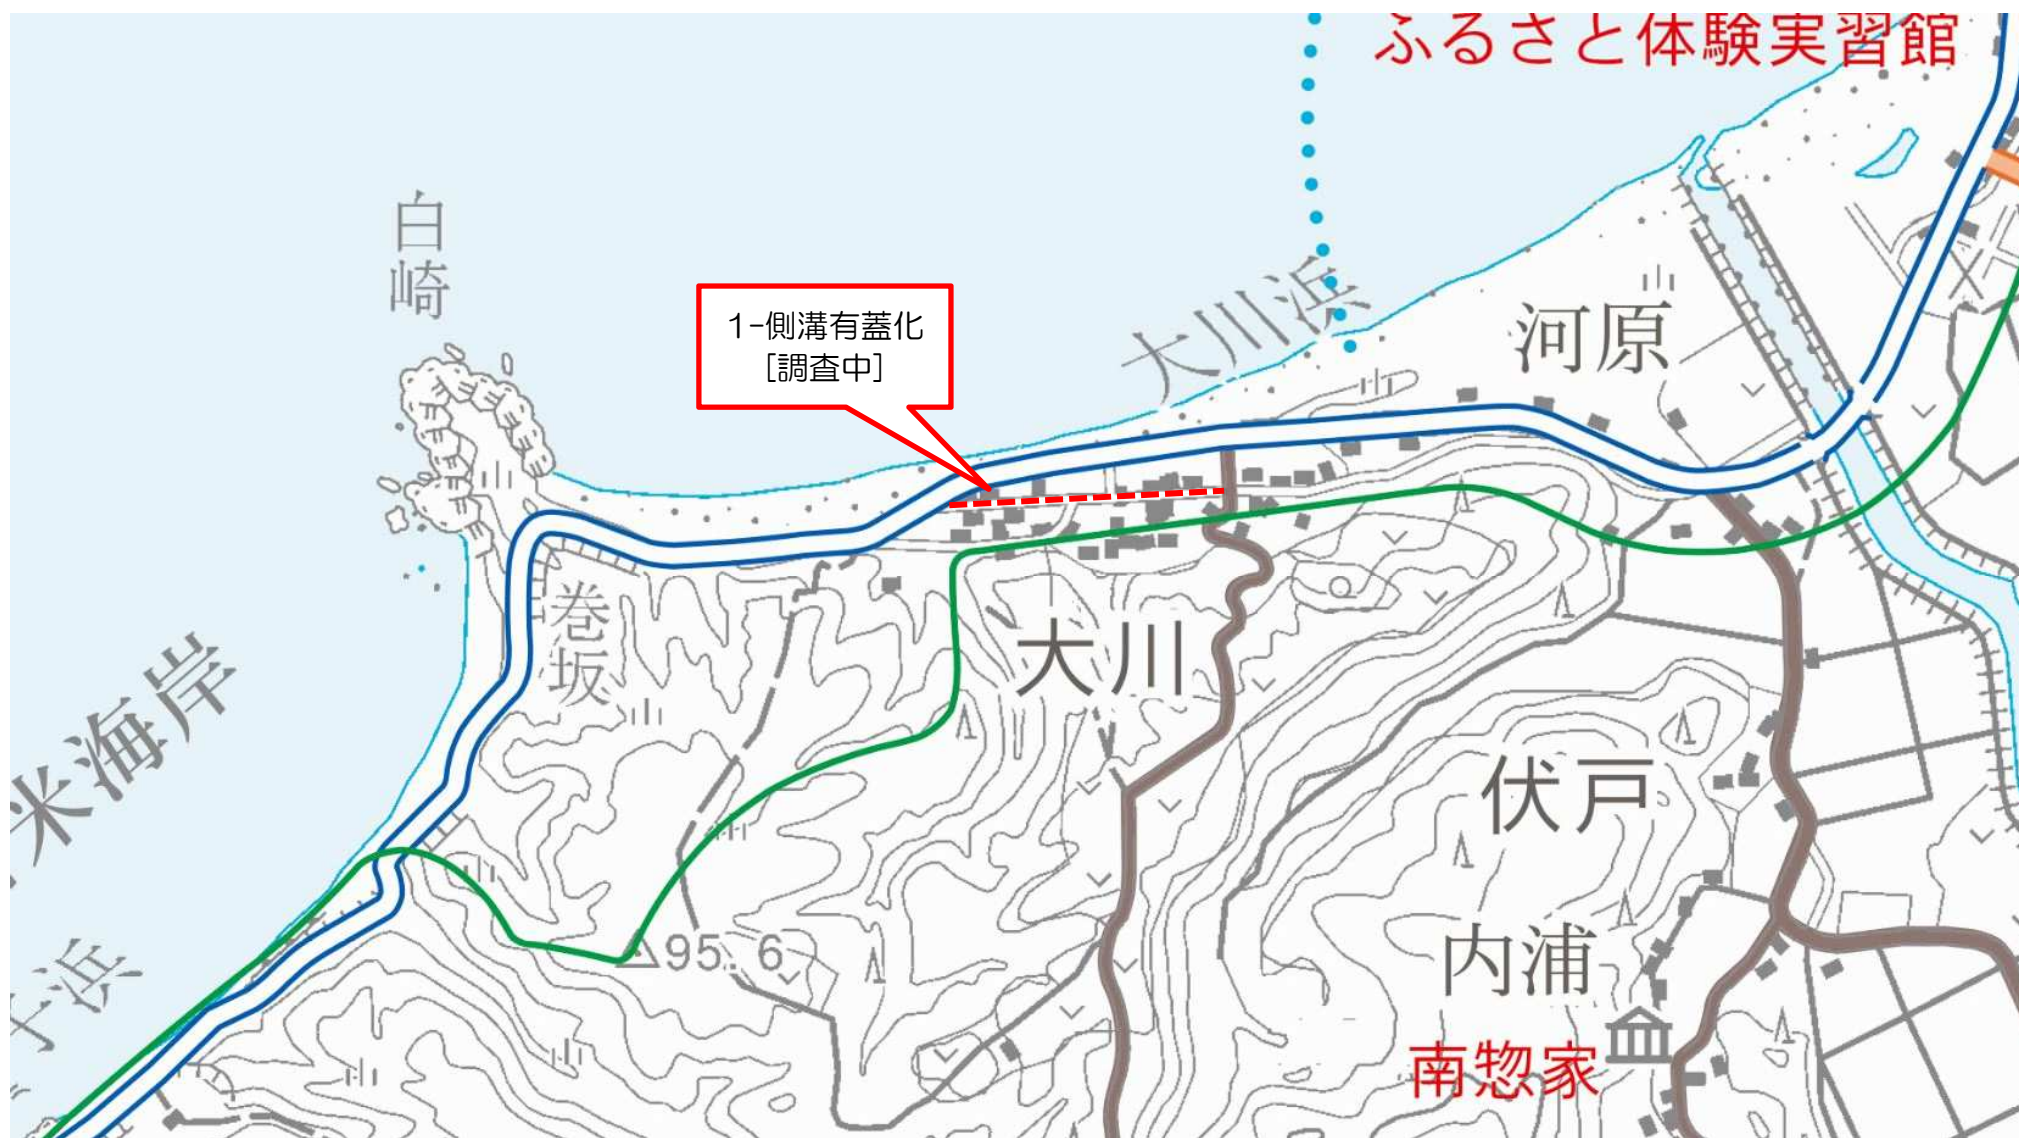 ふるさと体験実習館
白崎
1-側溝有蓋化
[調査中]
大川浜
河原
巻坂
大川
米海岸
伏戸
95.6
内浦
子浜
南惣家